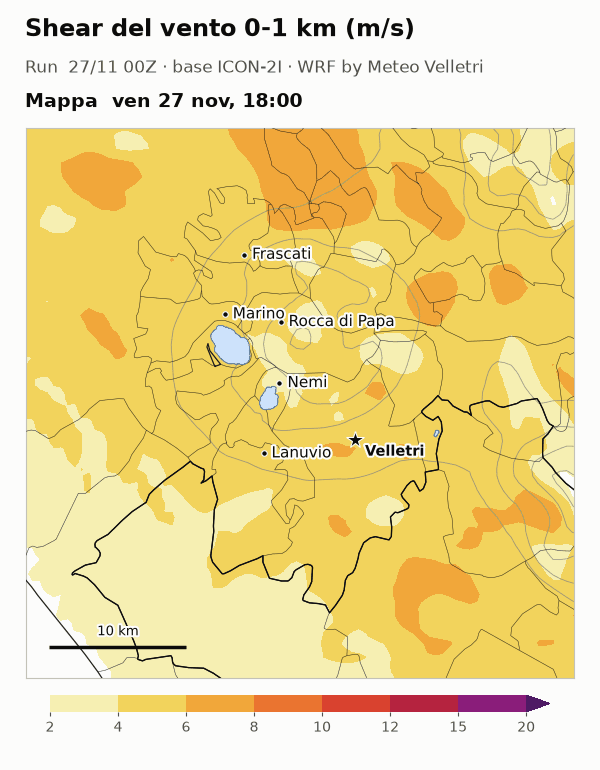 Shear del vento 0-1 km (m/s)
Run  27/11 00Z · base ICON-2I · WRF by Meteo Velletri
Mappa  ven 27 nov, 18:00
Frascati
Marino
Rocca di Papa
Nemi
Velletri
Lanuvio
10 km
2 4 6 8 10 12 15 20